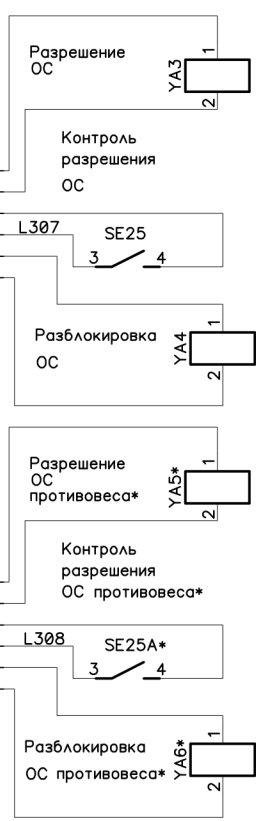 Разрешение
ОС
YA3
1
2
Контроль
разрешения
ОС
L307
SE25
3
4
Разблокировка
ОС
YA4
1
2
Разрешение
ОС
противовеса*
YA5*
1
2
Контроль
разрешения
ОС противовеса*
L308
SE25A*
3
4
Разблокировка
ОС противовеса*
YA6*
1
2